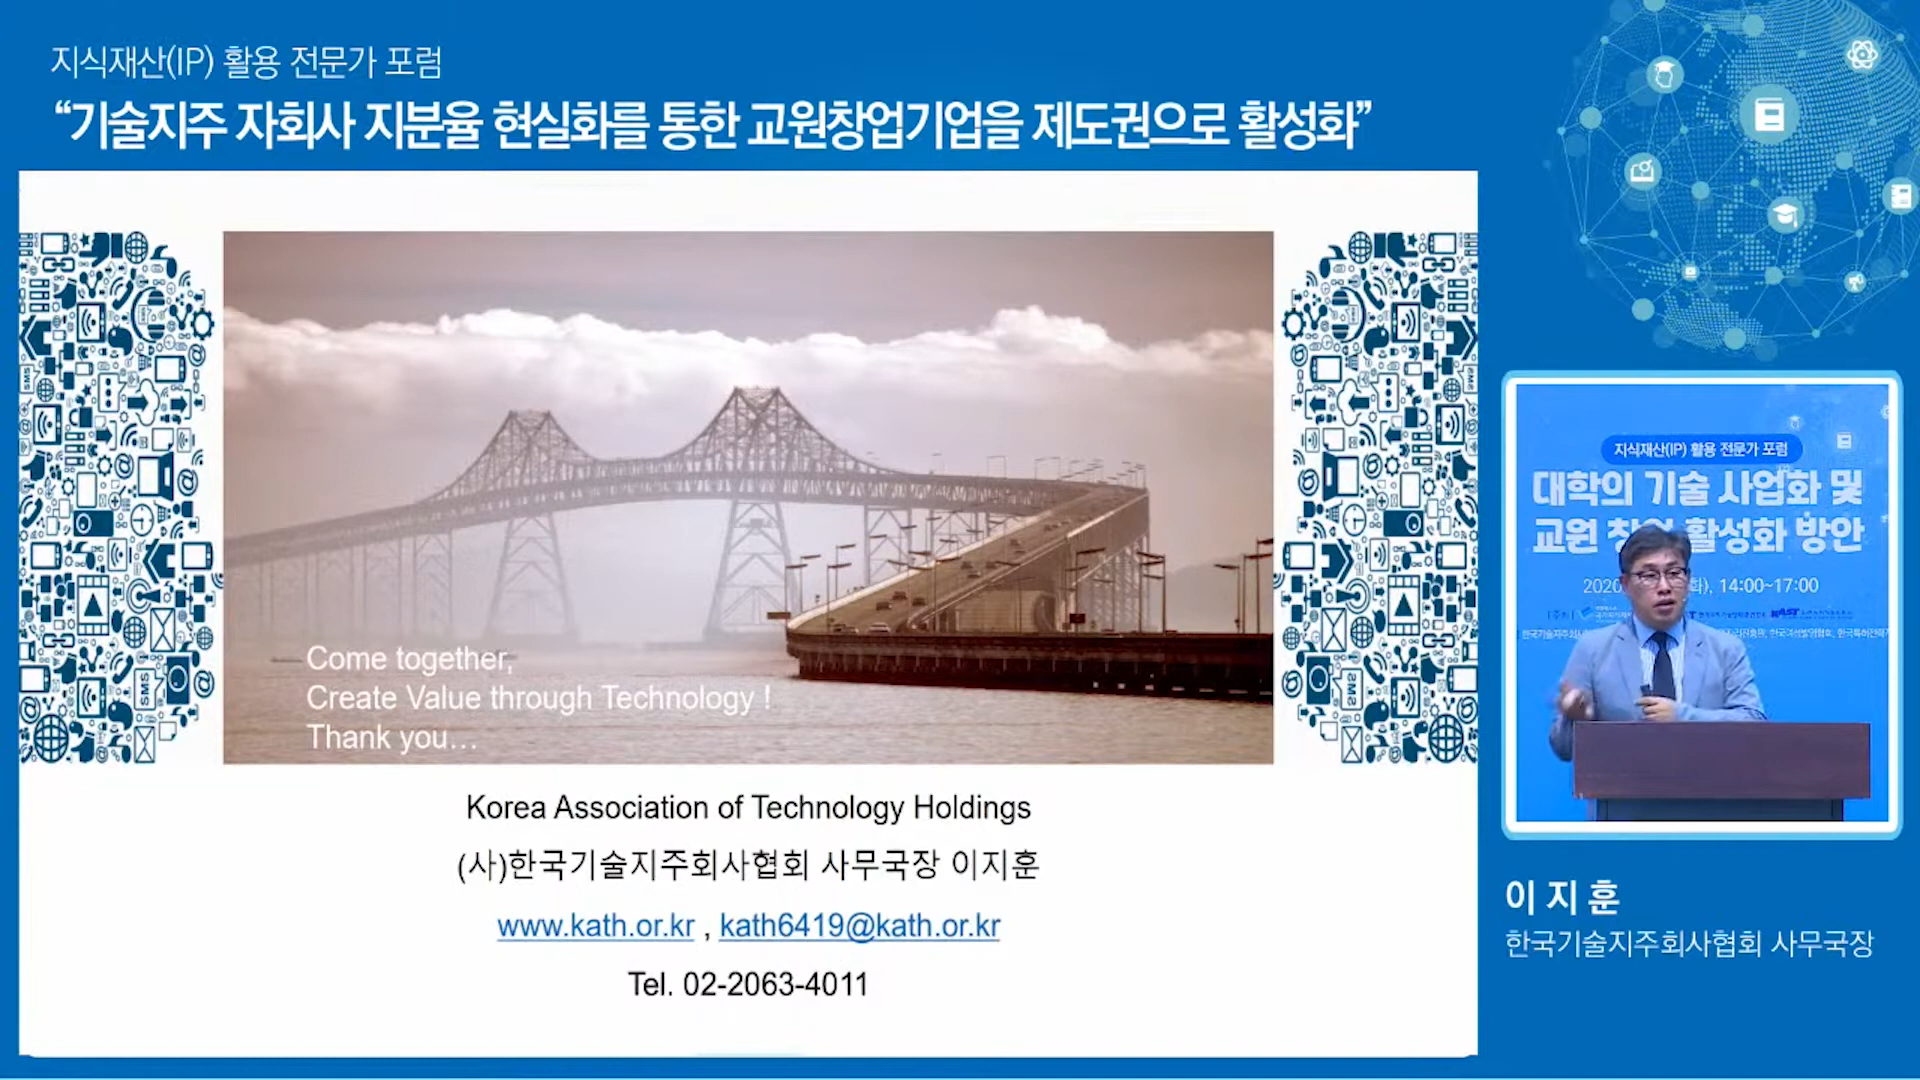 지식재산(IP) 활용 전문가 포럼
“기술지주 자회사 지분율 현실화를 통한 교원창업기업을 제도권으로 활성화”
Come together,
Create Value through Technology !
Thank you...
Korea Association of Technology Holdings
(사)한국기술지주회사협회 사무국장 이지훈
www.kath.or.kr , kath6419@kath.or.kr
Tel. 02-2063-4011
지식재산(IP) 활용 전문가 포럼
대학의 기술 사업화 및
교원 활성화 방안
2020 14:00~17:00
이 지 훈
한국기술지주회사협회 사무국장
SMS
SMS